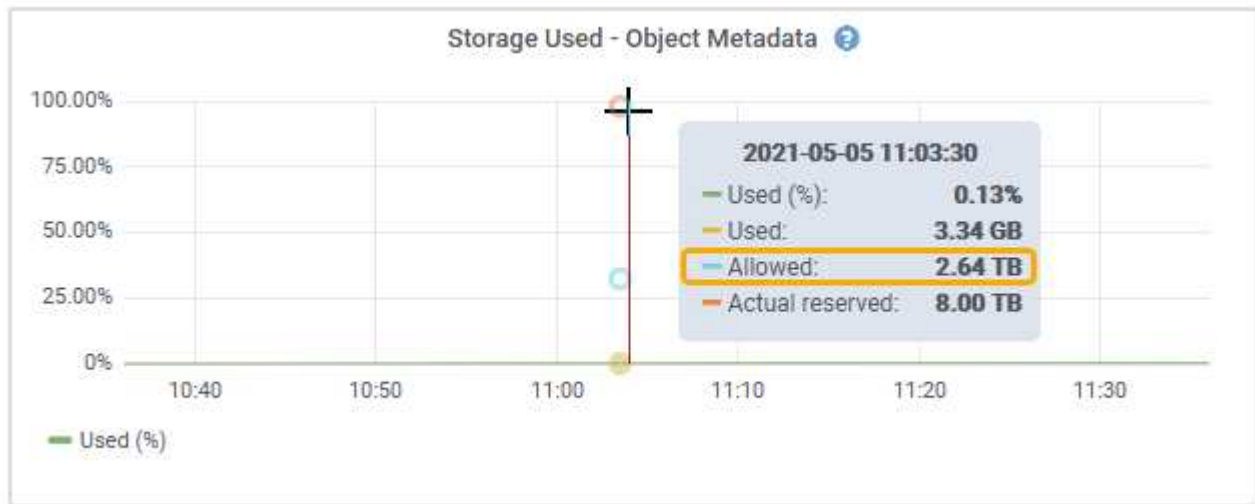 Storage Used - Object Metadata ?
100.00%
75.00%
50.00%
25.00%
0%
2021-05-05 11:03:30
Used (%): 0.13%
Used: 3.34 GB
Allowed: 2.64 TB
Actual reserved: 8.00 TB
10:40 10:50 11:00 11:10 11:20 11:30
Used (%)